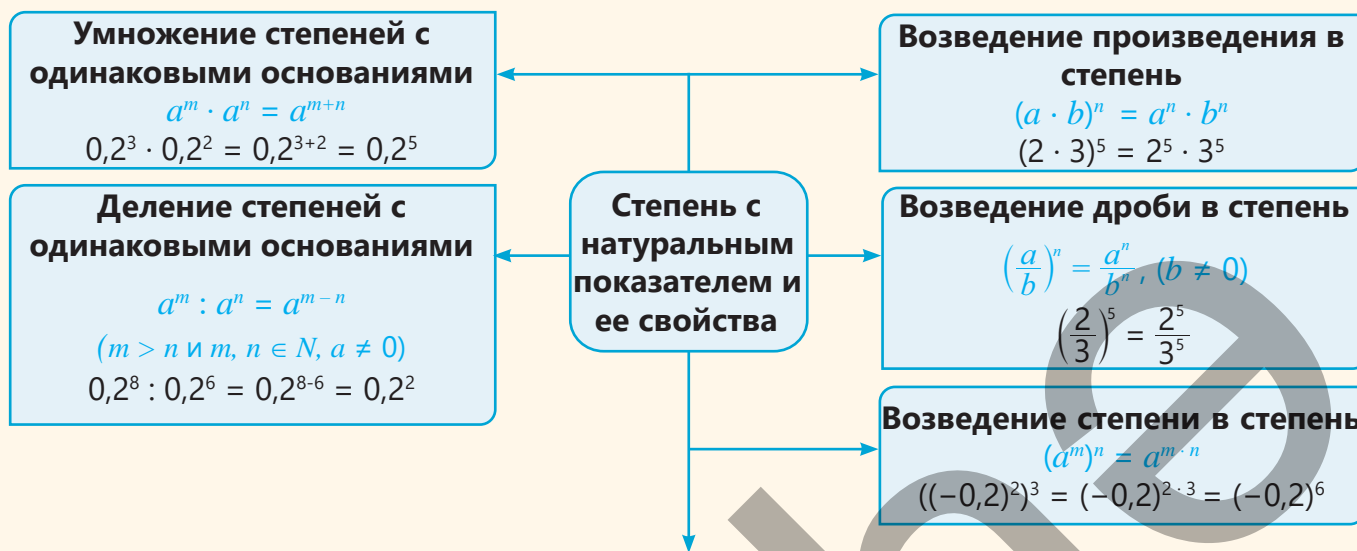 Умножение степеней с
одинаковыми основаниями
aᵐ · aⁿ = aᵐ⁺ⁿ
0,2³ · 0,2² = 0,2³⁺² = 0,2⁵
Деление степеней с
одинаковыми основаниями
aᵐ : aⁿ = aᵐ⁻ⁿ
(m > n и m, n ∈ N, a ≠ 0)
0,2⁸ : 0,2⁶ = 0,2⁸⁻⁶ = 0,2²
Степень с
натуральным
показателем и
ее свойства
Возведение произведения в
степень
(a · b)ⁿ = aⁿ · bⁿ
(2 · 3)⁵ = 2⁵ · 3⁵
Возведение дроби в степень
(a/b)ⁿ = aⁿ/bⁿ, (b ≠ 0)
(2/3)⁵ = 2⁵/3⁵
Возведение степени в степень
(aᵐ)ⁿ = aᵐ˙ⁿ
((−0,2)²)³ = (−0,2)²˙³ = (−0,2)⁶